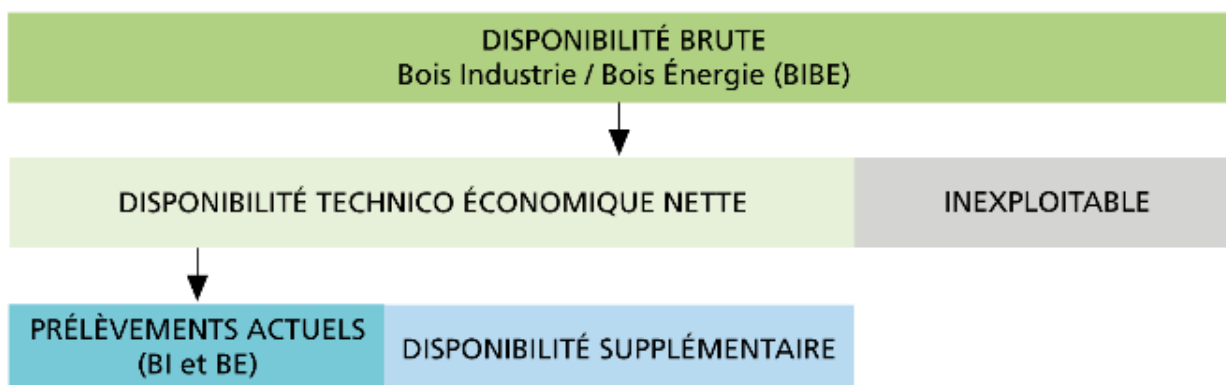 DISPONIBILITÉ BRUTE
Bois Industrie / Bois Énergie (BIBE)
DISPONIBILITÉ TECHNICO ÉCONOMIQUE NETTE
INEXPLOITABLE
PRÉLÈVEMENTS ACTUELS
(BI et BE)
DISPONIBILITÉ SUPPLÉMENTAIRE